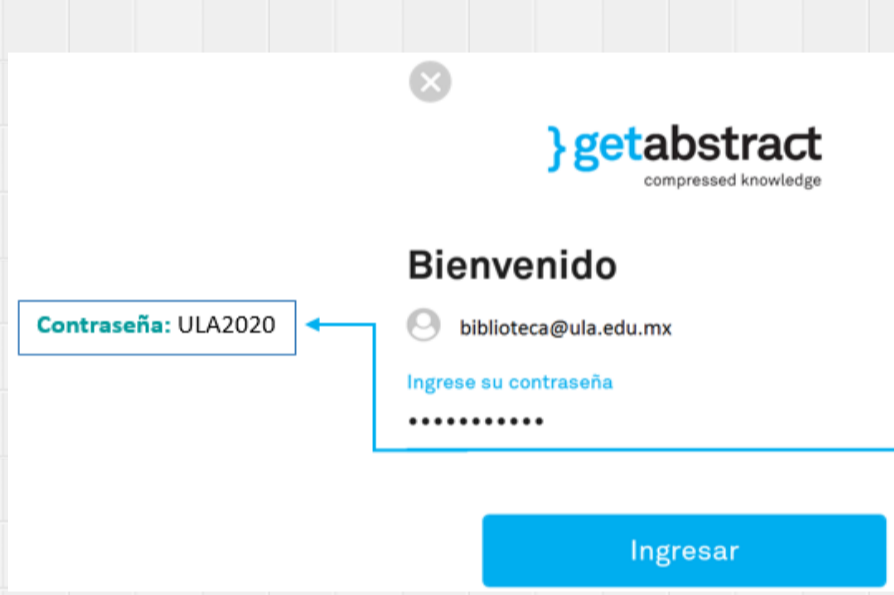 }getabstract
compressed knowledge
Bienvenido
Contraseña: ULA2020
biblioteca@ula.edu.mx
Ingrese su contraseña
•••••••••••
Ingresar